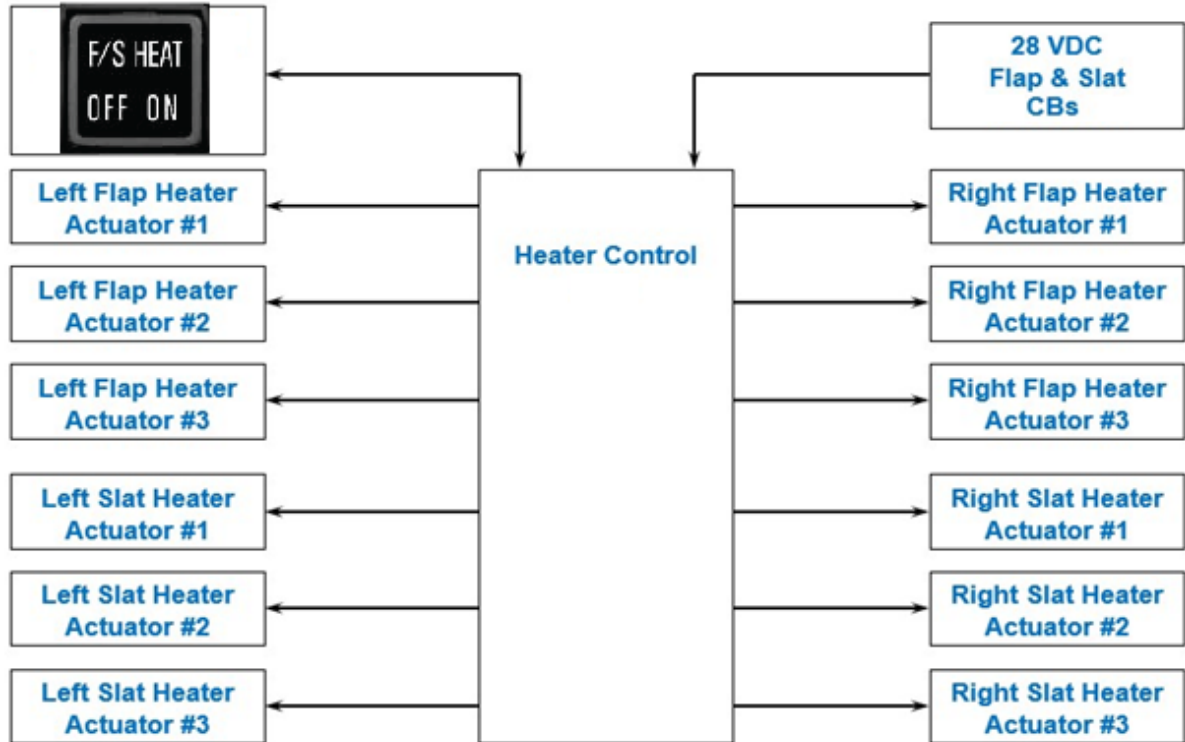 F/S HEAT
OFF ON
28 VDC
Flap & Slat
CBs
Left Flap Heater
Actuator #1
Right Flap Heater
Actuator #1
Heater Control
Left Flap Heater
Actuator #2
Right Flap Heater
Actuator #2
Left Flap Heater
Actuator #3
Right Flap Heater
Actuator #3
Left Slat Heater
Actuator #1
Right Slat Heater
Actuator #1
Left Slat Heater
Actuator #2
Right Slat Heater
Actuator #2
Left Slat Heater
Actuator #3
Right Slat Heater
Actuator #3